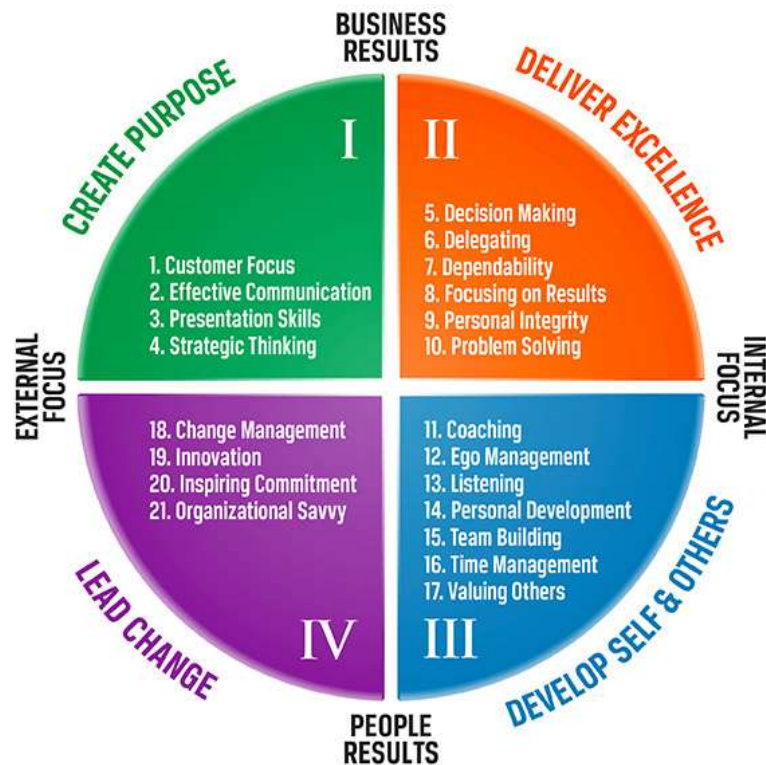 BUSINESS
RESULTS
CREATE PURPOSE
DELIVER EXCELLENCE
I
II
1. Customer Focus
2. Effective Communication
3. Presentation Skills
4. Strategic Thinking
5. Decision Making
6. Delegating
7. Dependability
8. Focusing on Results
9. Personal Integrity
10. Problem Solving
EXTERNAL
FOCUS
INTERNAL
FOCUS
18. Change Management
19. Innovation
20. Inspiring Commitment
21. Organizational Savvy
11. Coaching
12. Ego Management
13. Listening
14. Personal Development
15. Team Building
16. Time Management
17. Valuing Others
IV
III
LEAD CHANGE
DEVELOP SELF & OTHERS
PEOPLE
RESULTS